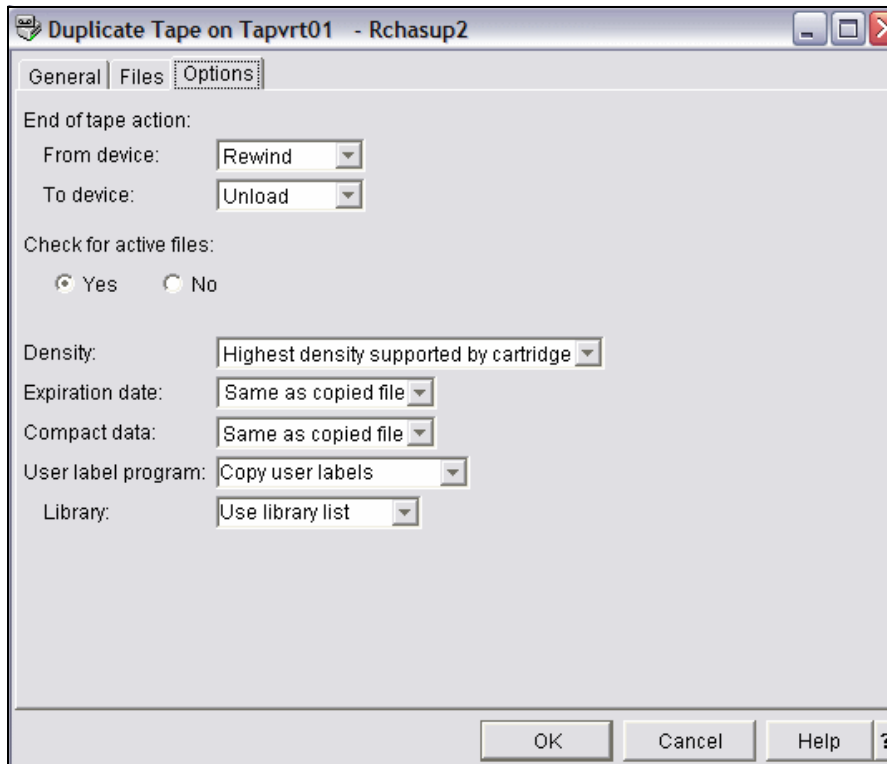 Duplicate Tape on Tapvrt01 - Rchasup2
General Files Options
End of tape action:
From device: Rewind
To device: Unload
Check for active files:
Yes No
Density: Highest density supported by cartridge
Expiration date: Same as copied file
Compact data: Same as copied file
User label program: Copy user labels
Library: Use library list
OK Cancel Help ?